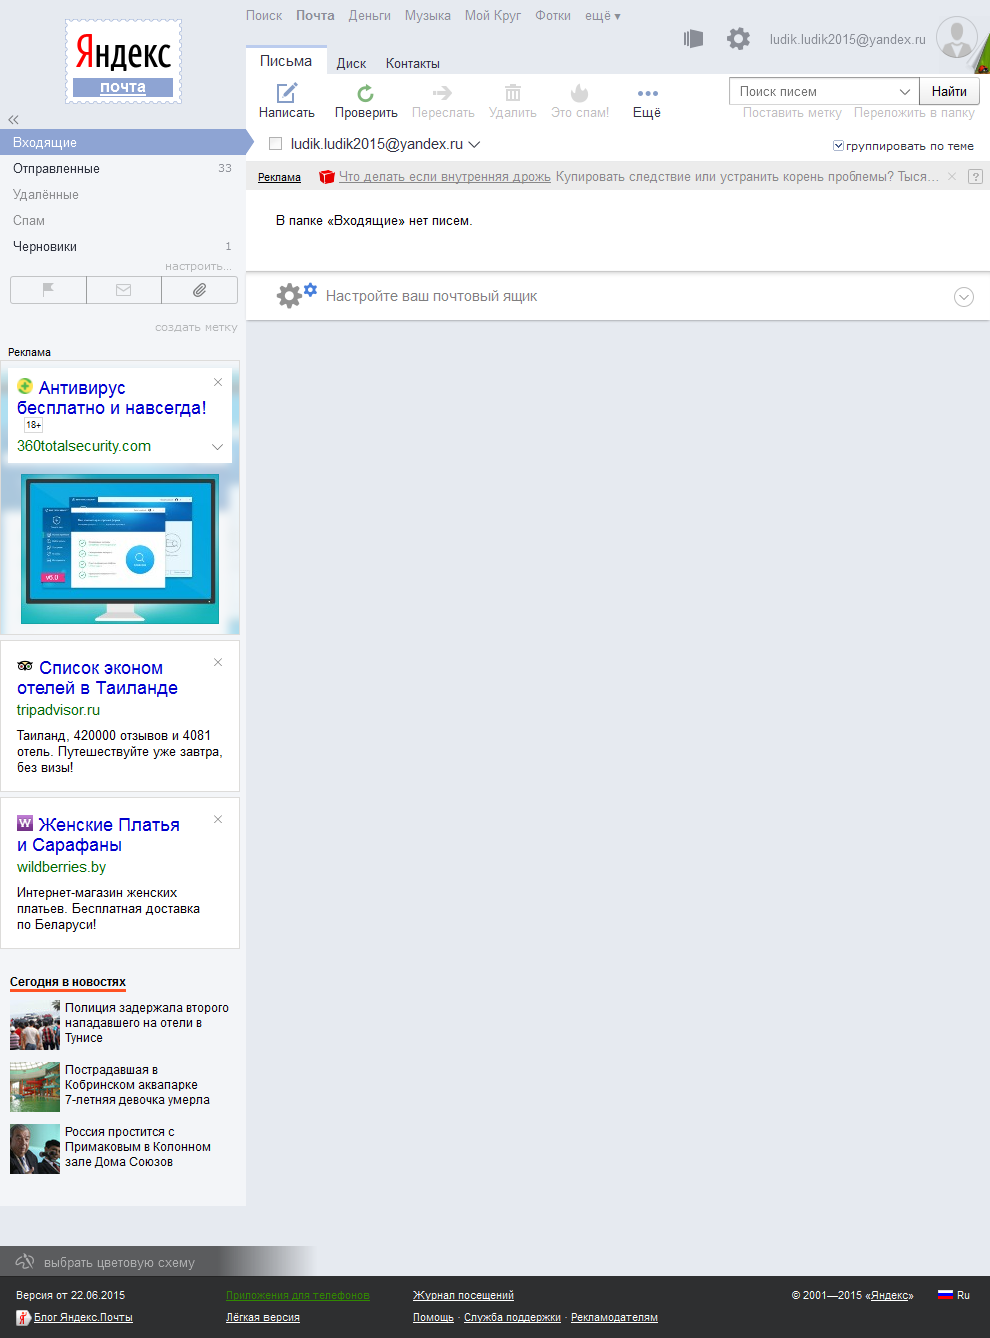 Поиск Почта Деньги Музыка Мой Круг Фотки ещё ▾
Яндекс
почта
ludik.ludik2015@yandex.ru
Письма Диск Контакты
Написать Проверить Переслать Удалить Это спам! Ещё
Поиск писем Найти
Поставить метку Переложить в папку
Входящие
Отправленные 33
Удалённые
Спам
Черновики 1
настроить...
создать метку
ludik.ludik2015@yandex.ru
группировать по теме
Реклама Что делать если внутренняя дрожь Купировать следствие или устранить корень проблемы? Тыся...
?
В папке «Входящие» нет писем.
Настройте ваш почтовый ящик
Реклама
Антивирус
бесплатно и навсегда!
18+
360totalsecurity.com
v6.0
Список эконом
отелей в Таиланде
tripadvisor.ru
Таиланд, 420000 отзывов и 4081
отель. Путешествуйте уже завтра,
без визы!
W Женские Платья
и Сарафаны
wildberries.by
Интернет-магазин женских
платьев. Бесплатная доставка
по Беларуси!
Сегодня в новостях
Полиция задержала второго
нападавшего на отели в
Тунисе
Пострадавшая в
Кобринском аквапарке
7-летняя девочка умерла
Россия простится с
Примаковым в Колонном
зале Дома Союзов
выбрать цветовую схему
Версия от 22.06.2015 Приложения для телефонов Журнал посещений © 2001—2015 «Яндекс» Ru
Блог Яндекс.Почты Лёгкая версия Помощь · Служба поддержки · Рекламодателям